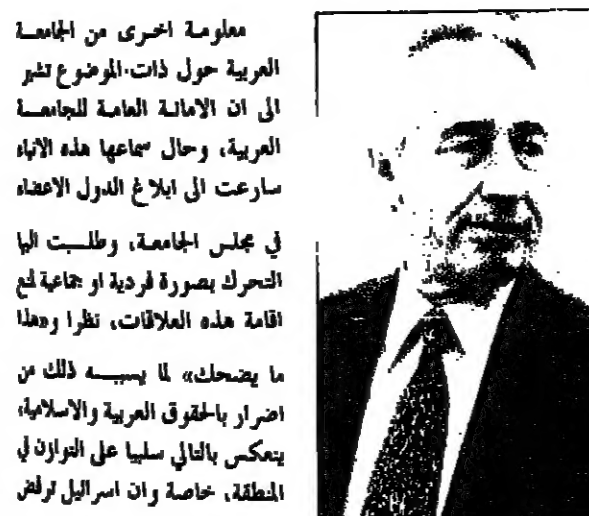 معلومة اخرى من الجامعة
العربية حول ذات الموضوع تشير
الى ان الامانة العامة للجامعة
العربية، وحال سماعها هذه الانباء
سارعت الى ابلاغ الدول الاعضاء
في مجلس الجامعة، وطلبت اليها
التحرك بصورة فردية او جماعية لمنع
اقامة هذه العلاقات، نظرا و«هذا
ما يضحك» لما يسببه ذلك من
اضرار بالحقوق العربية والاسلامية،
ينعكس بالتالي سلبيا على التوازن في
المنطقة، خاصة وان اسرائيل ترفض